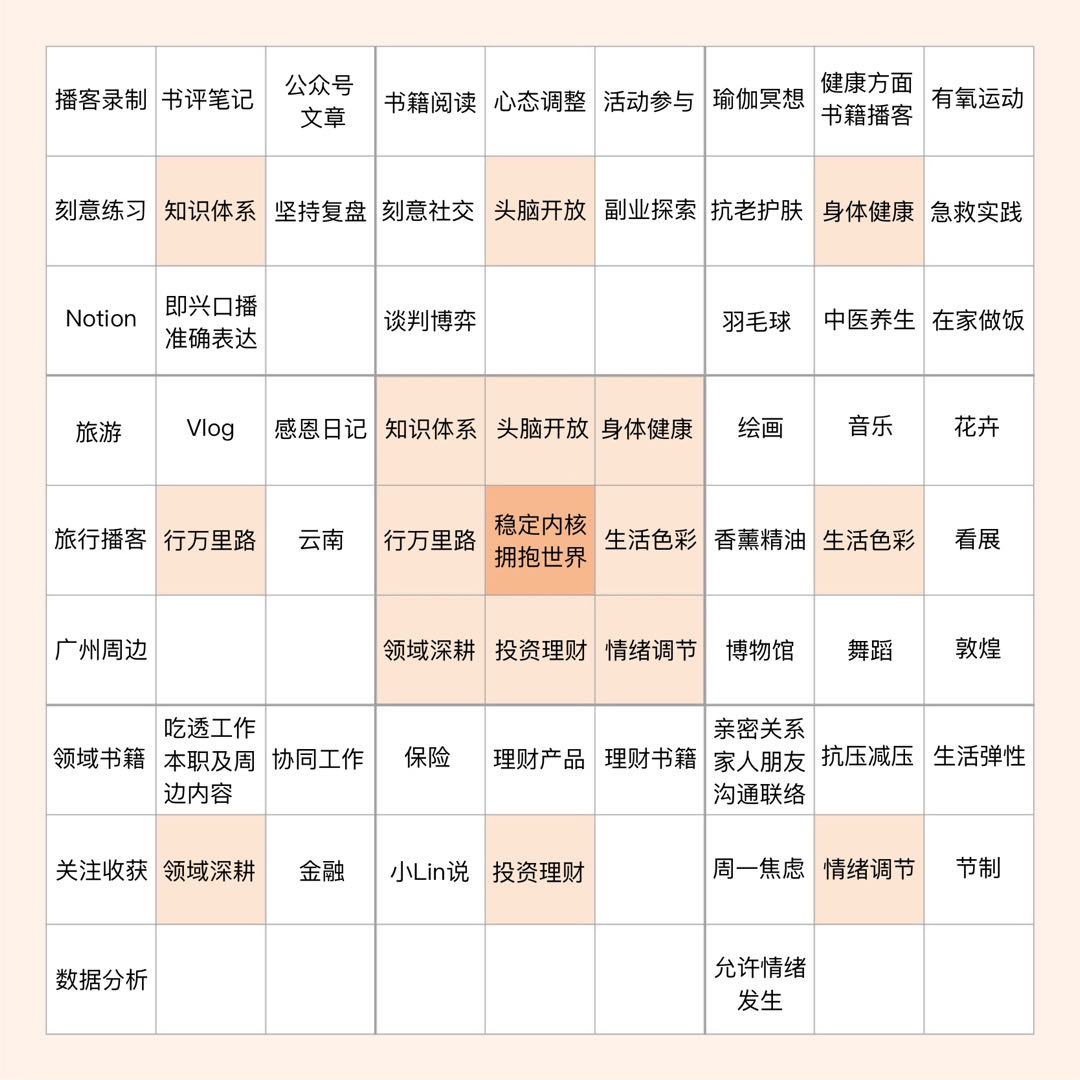 播客录制
书评笔记
公众号
文章
书籍阅读
心态调整
活动参与
瑜伽冥想
健康方面
书籍播客
有氧运动
刻意练习
知识体系
坚持复盘
刻意社交
头脑开放
副业探索
抗老护肤
身体健康
急救实践
Notion
即兴口播
准确表达
谈判博弈
羽毛球
中医养生
在家做饭
旅游
Vlog
感恩日记
知识体系
头脑开放
身体健康
绘画
音乐
花卉
旅行播客
行万里路
云南
行万里路
稳定内核
拥抱世界
生活色彩
香薰精油
生活色彩
看展
广州周边
领域深耕
投资理财
情绪调节
博物馆
舞蹈
敦煌
领域书籍
吃透工作
本职及周
边内容
协同工作
保险
理财产品
理财书籍
亲密关系
家人朋友
沟通联络
抗压减压
生活弹性
关注收获
领域深耕
金融
小Lin说
投资理财
周一焦虑
情绪调节
节制
数据分析
允许情绪
发生